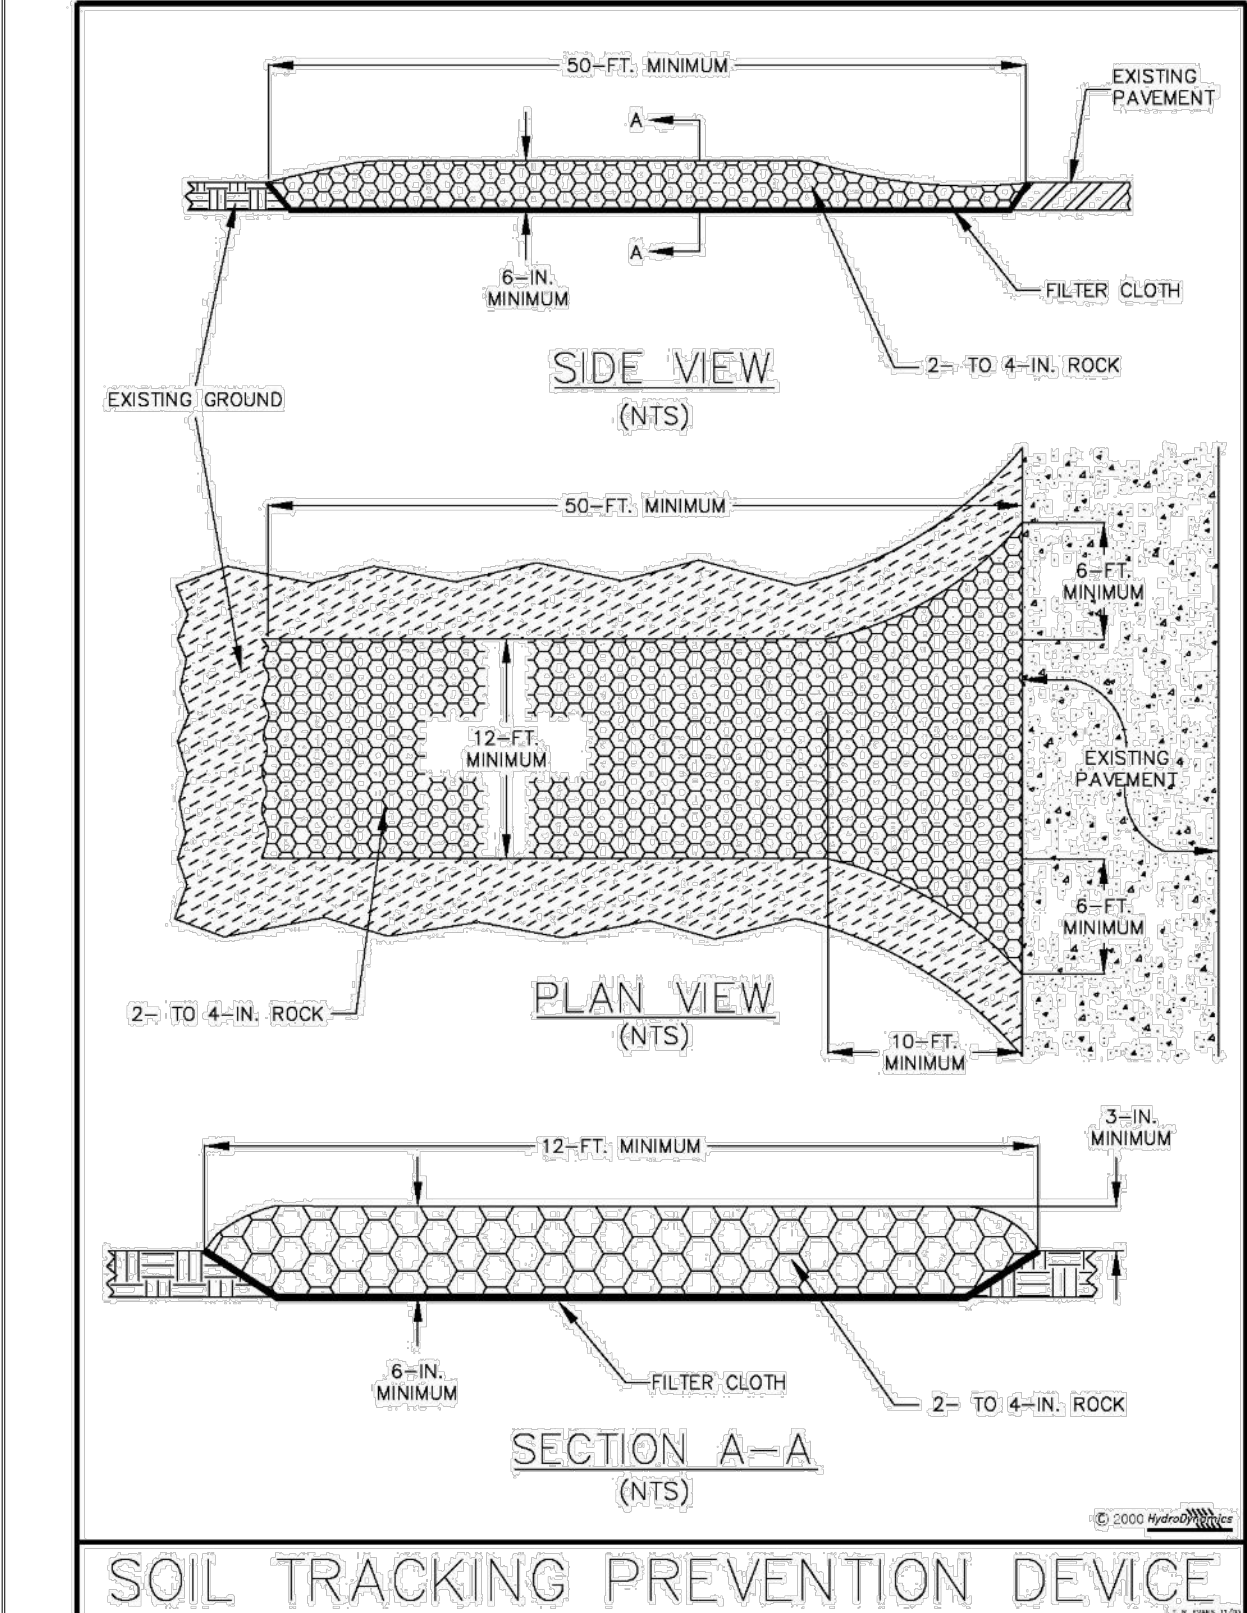 50-FT. MINIMUM
EXISTING
PAVEMENT
A
A
6-IN.
MINIMUM
FILTER CLOTH
2- TO 4-IN. ROCK
SIDE VIEW
(NTS)
EXISTING GROUND
50-FT. MINIMUM
6-FT.
MINIMUM
12-FT.
MINIMUM
EXISTING
PAVEMENT
6-FT.
MINIMUM
2- TO 4-IN. ROCK
PLAN VIEW
(NTS)
10-FT.
MINIMUM
3-IN.
MINIMUM
12-FT. MINIMUM
6-IN.
MINIMUM
FILTER CLOTH
2- TO 4-IN. ROCK
SECTION A-A
(NTS)
© 2000 HydroDynamics
SOIL TRACKING PREVENTION DEVICE